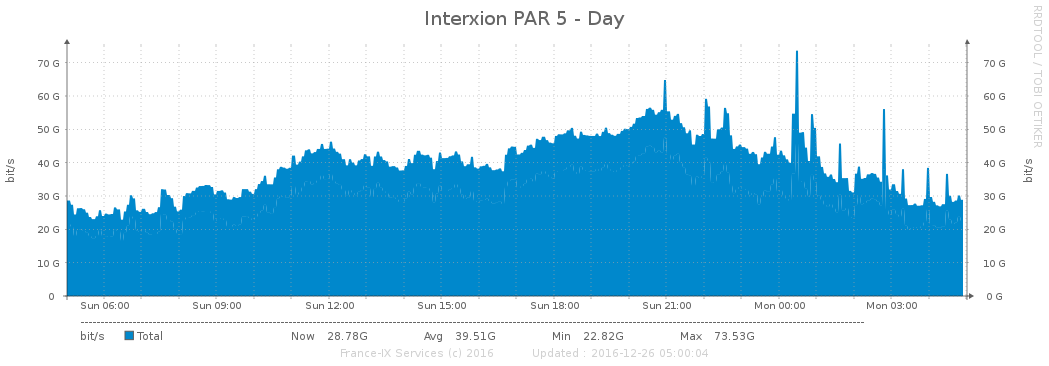 Interxion PAR 5 - Day
RRDTOOL / TOBI OETIKER
bit/s
70 G 70 G
60 G 60 G
50 G 50 G
40 G 40 G
30 G 30 G
20 G 20 G
10 G 10 G
0 0 G
bit/s
Sun 06:00 Sun 09:00 Sun 12:00 Sun 15:00 Sun 18:00 Sun 21:00 Mon 00:00 Mon 03:00
bit/s Total Now 28.78G Avg 39.51G Min 22.82G Max 73.53G
France-IX Services (c) 2016 Updated : 2016-12-26 05:00:04